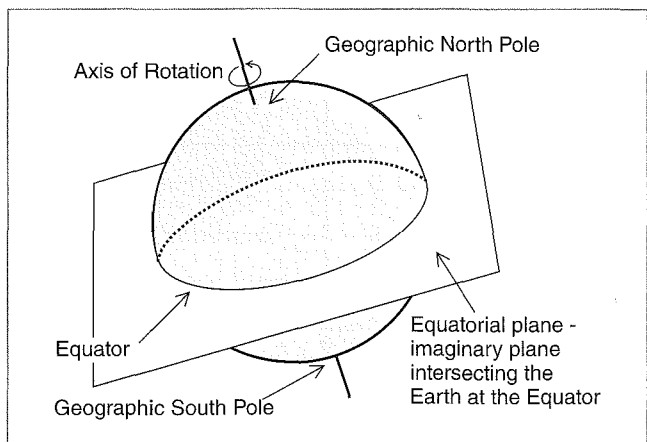 Geographic North Pole
Axis of Rotation
Equator
Equatorial plane -
imaginary plane
intersecting the
Earth at the Equator
Geographic South Pole